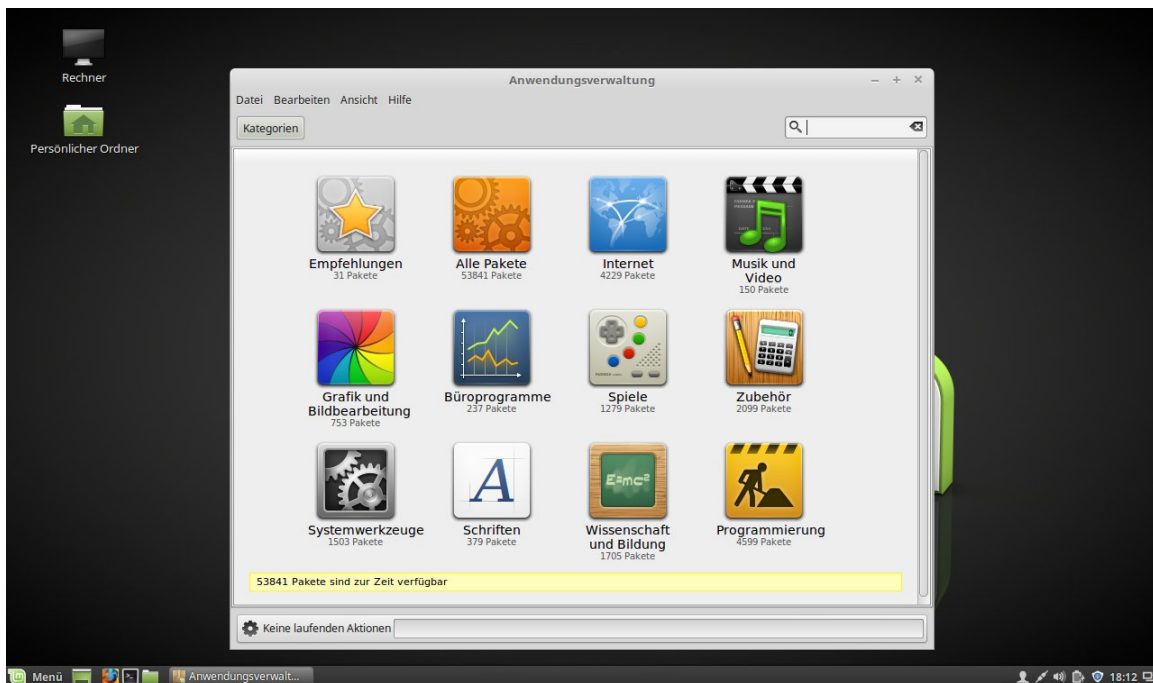 Rechner
Persönlicher Ordner
Anwendungsverwaltung
Datei Bearbeiten Ansicht Hilfe
Kategorien
Empfehlungen
31 Pakete
Alle Pakete
53841 Pakete
Internet
4229 Pakete
Musik und
Video
150 Pakete
Grafik und
Bildbearbeitung
753 Pakete
Büroprogramme
237 Pakete
Spiele
1279 Pakete
Zubehör
2099 Pakete
Systemwerkzeuge
1503 Pakete
A
Schriften
379 Pakete
E=mc²
Wissenschaft
und Bildung
1705 Pakete
Programmierung
4599 Pakete
53841 Pakete sind zur Zeit verfügbar
Keine laufenden Aktionen
Menü
Anwendungsverwalt...
18:12